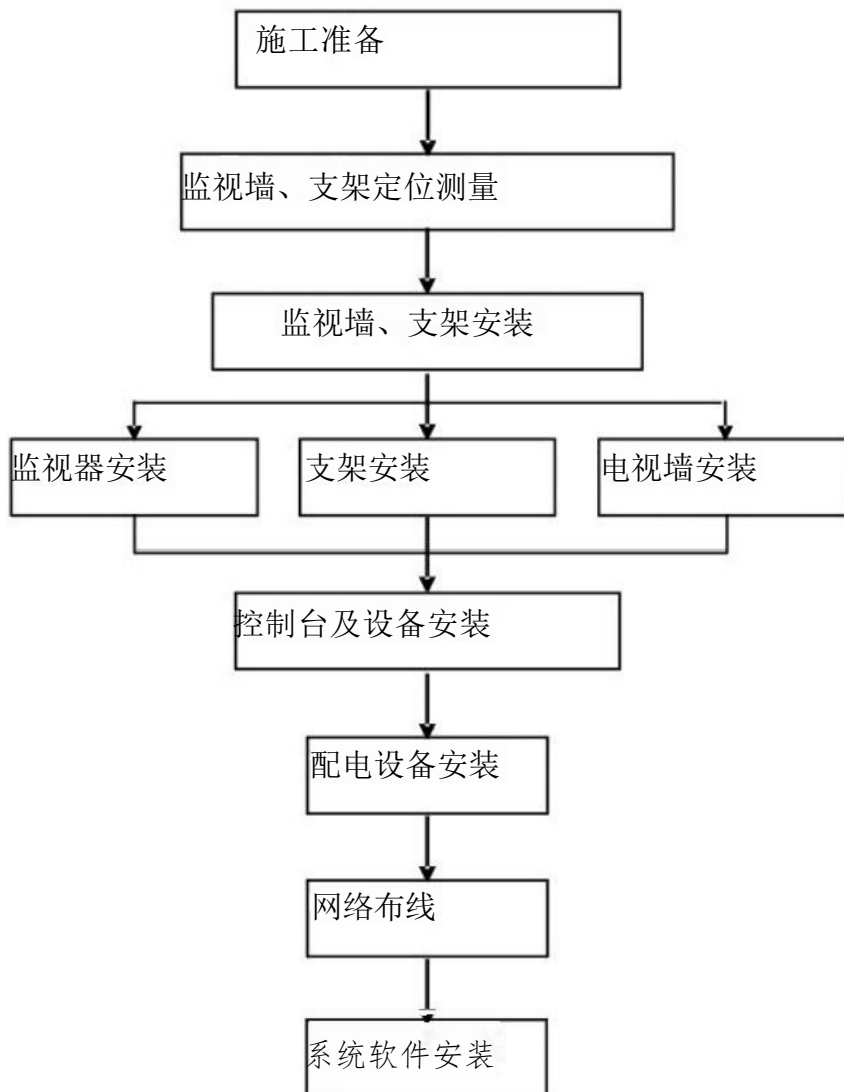 施工准备
监视墙、支架定位测量
监视墙、支架安装
监视器安装
支架安装
电视墙安装
控制台及设备安装
配电设备安装
网络布线
系统软件安装